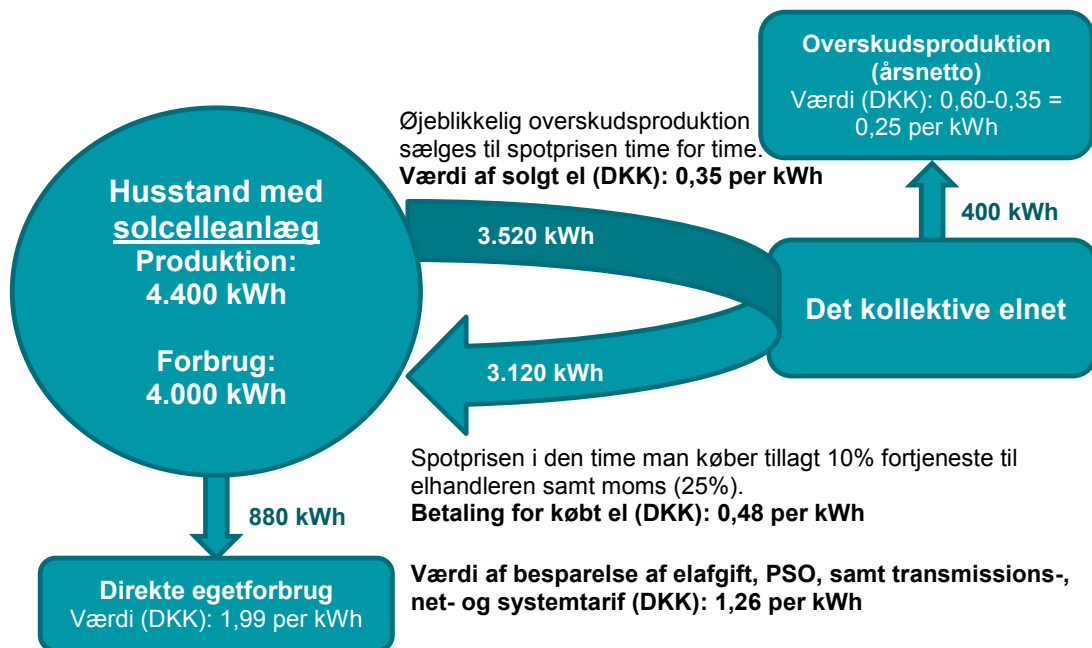 Overskudsproduktion
(årsnetto)
Værdi (DKK): 0,60-0,35 =
0,25 per kWh
Øjeblikkelig overskudsproduktion
sælges til spotprisen time for time.
Værdi af solgt el (DKK): 0,35 per kWh
400 kWh
Husstand med
solcelleanlæg
Produktion:
4.400 kWh
Forbrug:
4.000 kWh
3.520 kWh
Det kollektive elnet
3.120 kWh
Spotprisen i den time man køber tillagt 10% fortjeneste til
elhandleren samt moms (25%).
Betaling for købt el (DKK): 0,48 per kWh
880 kWh
Direkte egetforbrug
Værdi (DKK): 1,99 per kWh
Værdi af besparelse af elafgift, PSO, samt transmissions-,
net- og systemtarif (DKK): 1,26 per kWh